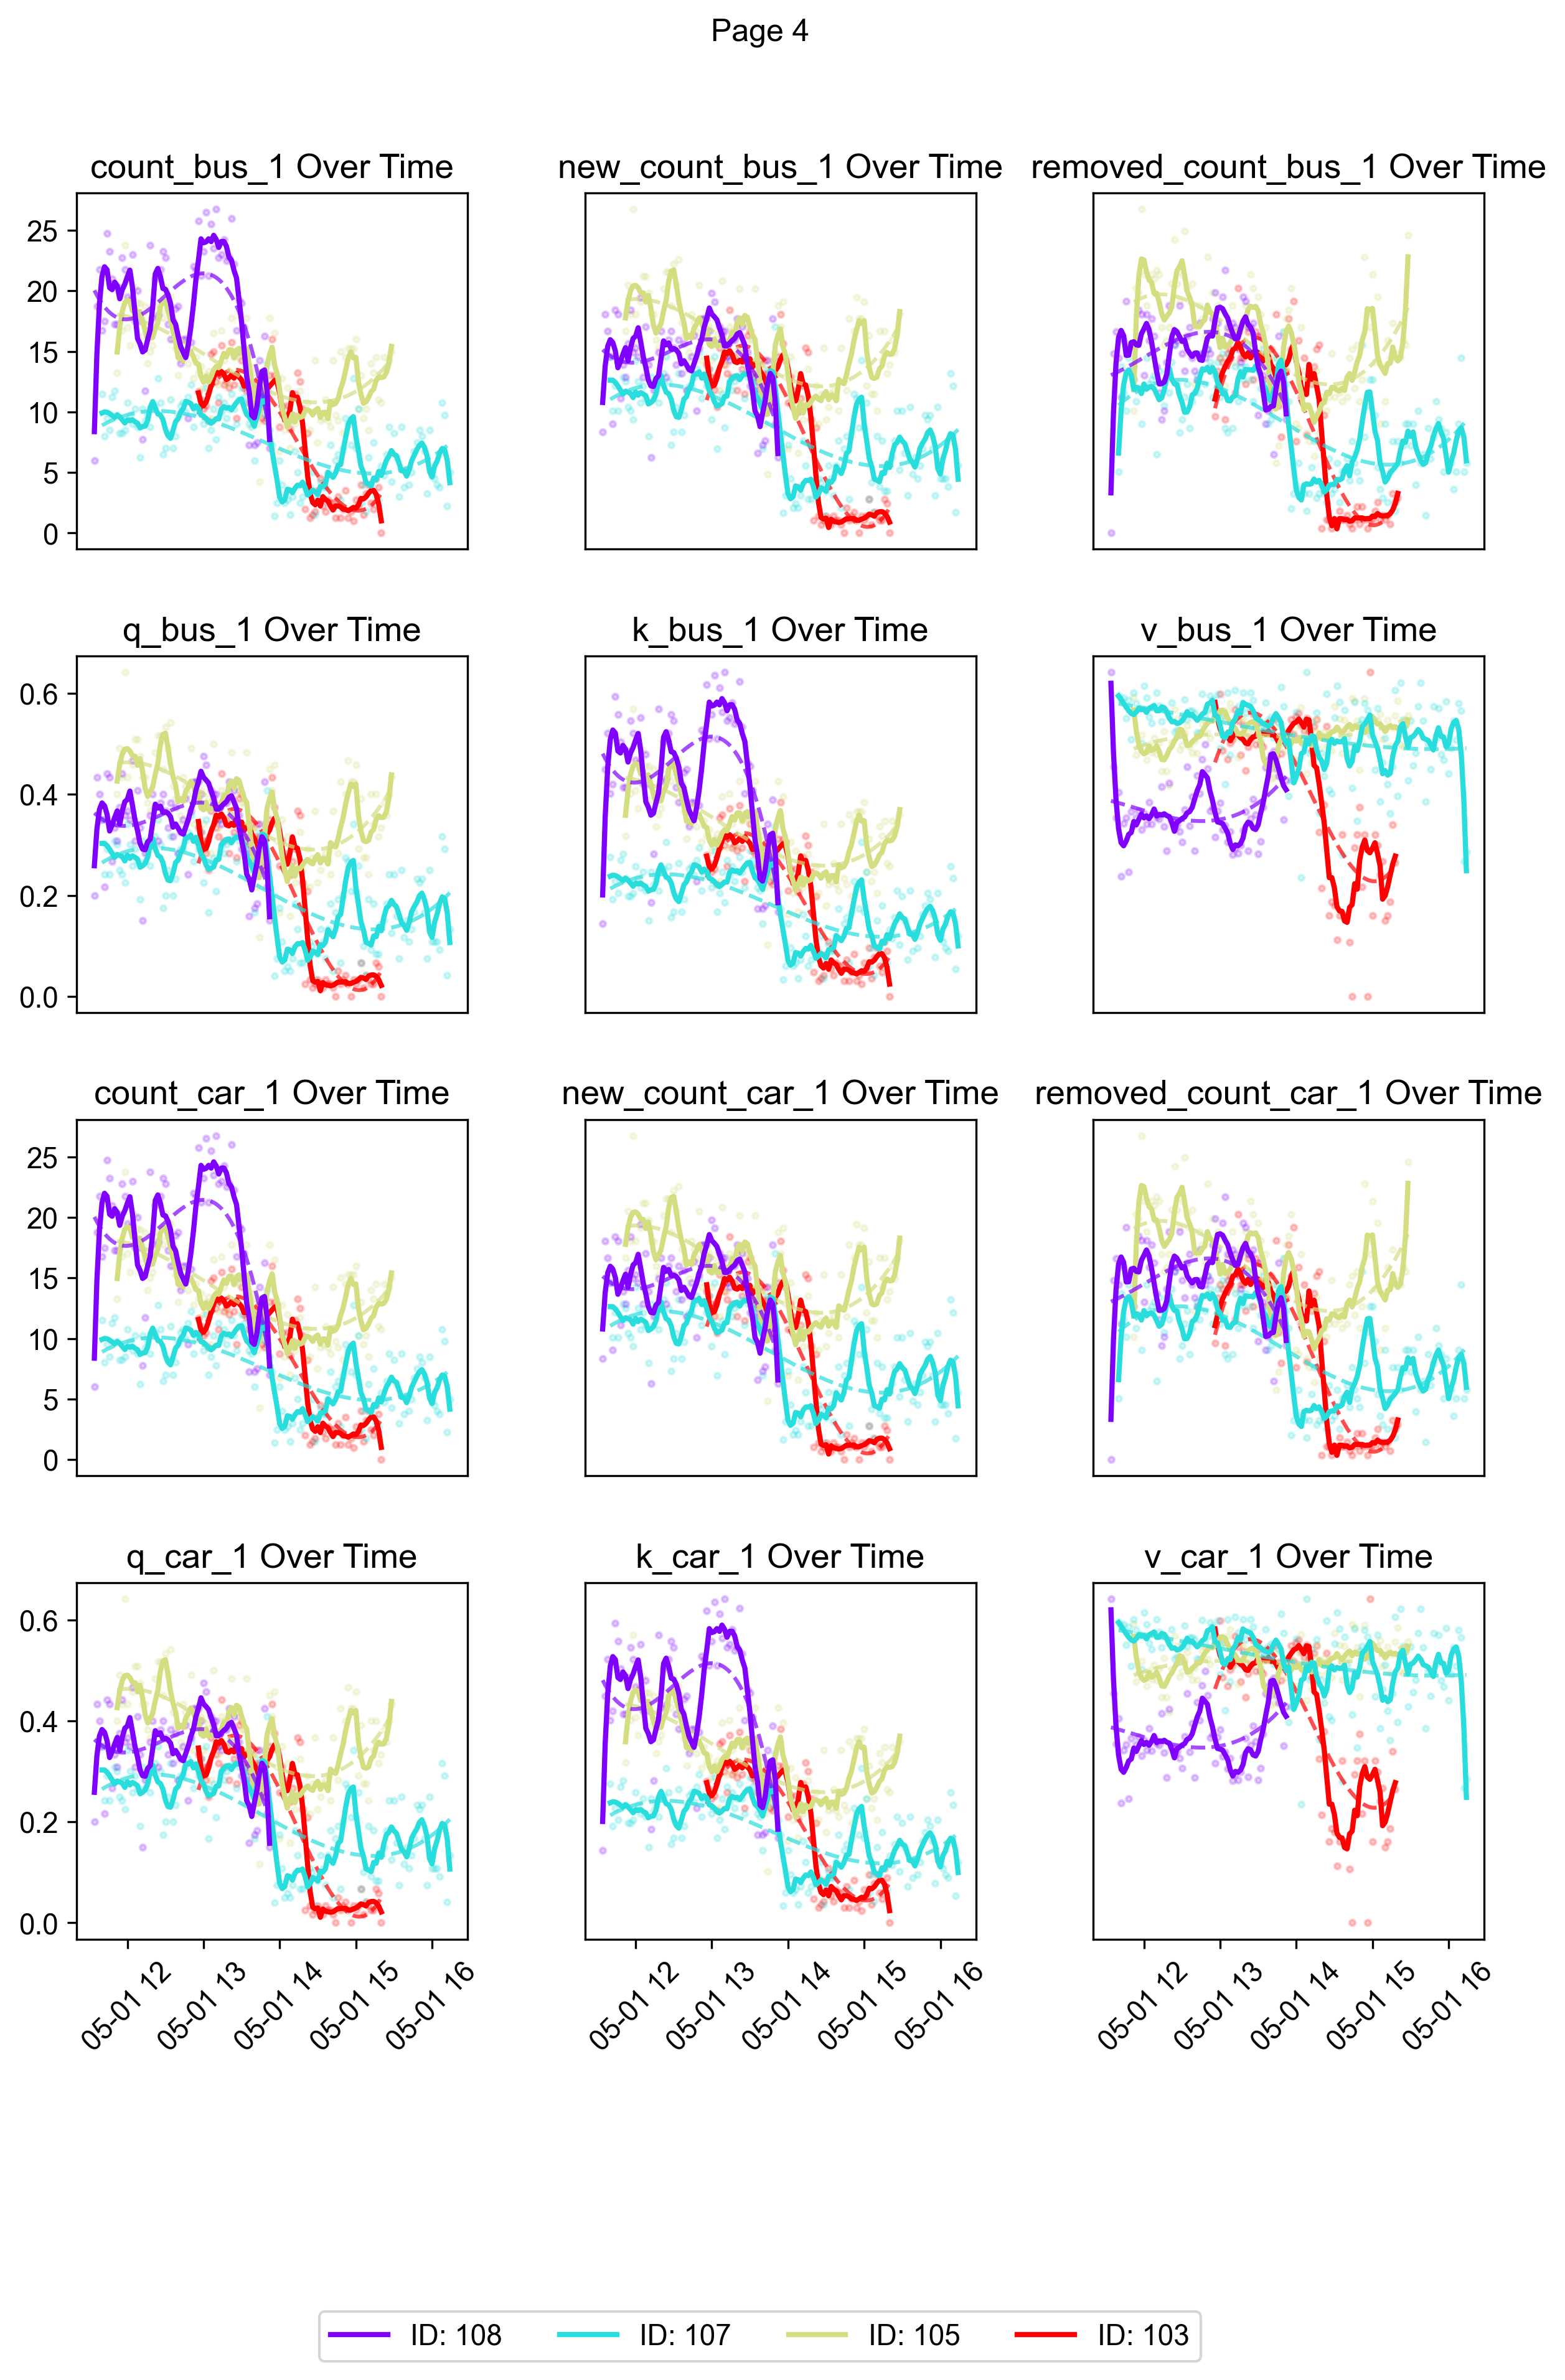 Page 4
count_bus_1 Over Time
new_count_bus_1 Over Time
removed_count_bus_1 Over Time
25
20
15
10
5
0
q_bus_1 Over Time
k_bus_1 Over Time
v_bus_1 Over Time
0.6
0.4
0.2
0.0
count_car_1 Over Time
new_count_car_1 Over Time
removed_count_car_1 Over Time
25
20
15
10
5
0
q_car_1 Over Time
k_car_1 Over Time
v_car_1 Over Time
0.6
0.4
0.2
0.0
05-01 12
05-01 13
05-01 14
05-01 15
05-01 16
05-01 12
05-01 13
05-01 14
05-01 15
05-01 16
05-01 12
05-01 13
05-01 14
05-01 15
05-01 16
ID: 108
ID: 107
ID: 105
ID: 103